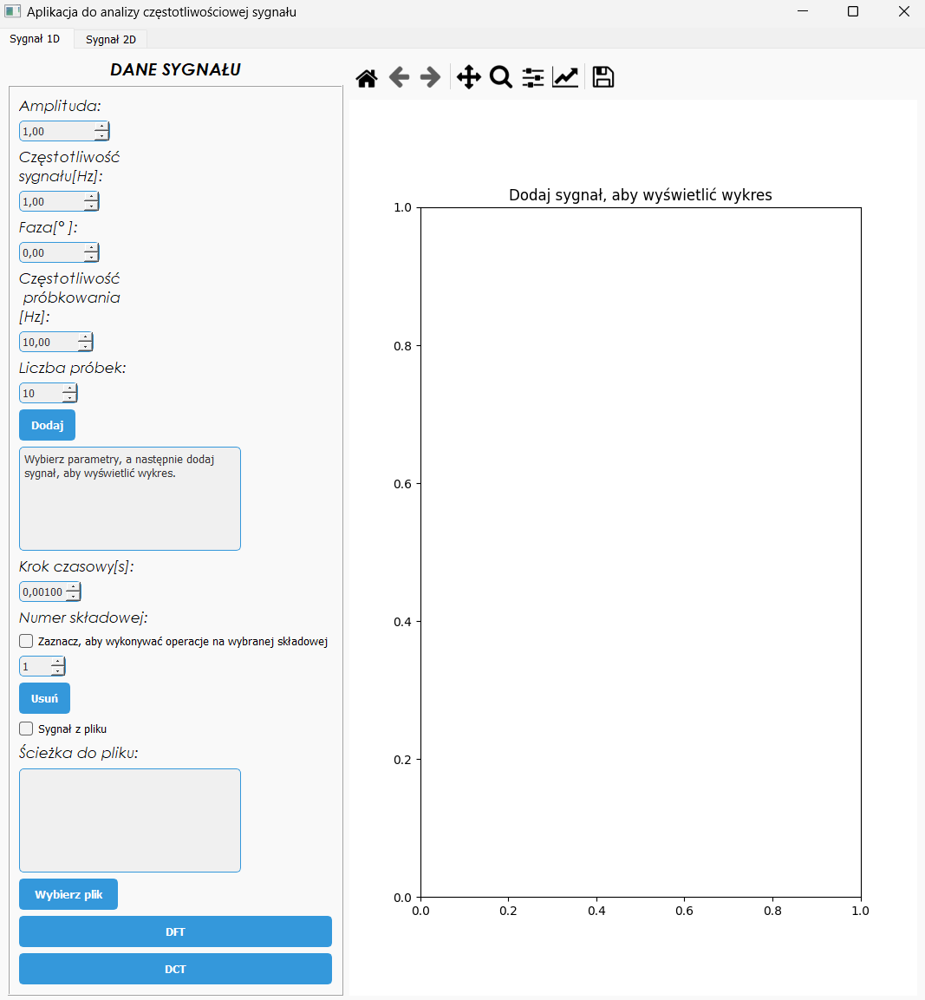 Aplikacja do analizy częstotliwościowej sygnału
Sygnał 1D
Sygnał 2D
DANE SYGNAŁU
Amplituda:
1,00
Częstotliwość
sygnału[Hz]:
1,00
Faza[° ]:
0,00
Częstotliwość
próbkowania
[Hz]:
10,00
Liczba próbek:
10
Dodaj
Wybierz parametry, a następnie dodaj
sygnał, aby wyświetlić wykres.
Krok czasowy[s]:
0,00100
Numer składowej:
Zaznacz, aby wykonywać operacje na wybranej składowej
1
Usuń
Sygnał z pliku
Ścieżka do pliku:
Wybierz plik
DFT
DCT
Dodaj sygnał, aby wyświetlić wykres
1.0
0.8
0.6
0.4
0.2
0.0
0.0 0.2 0.4 0.6 0.8 1.0